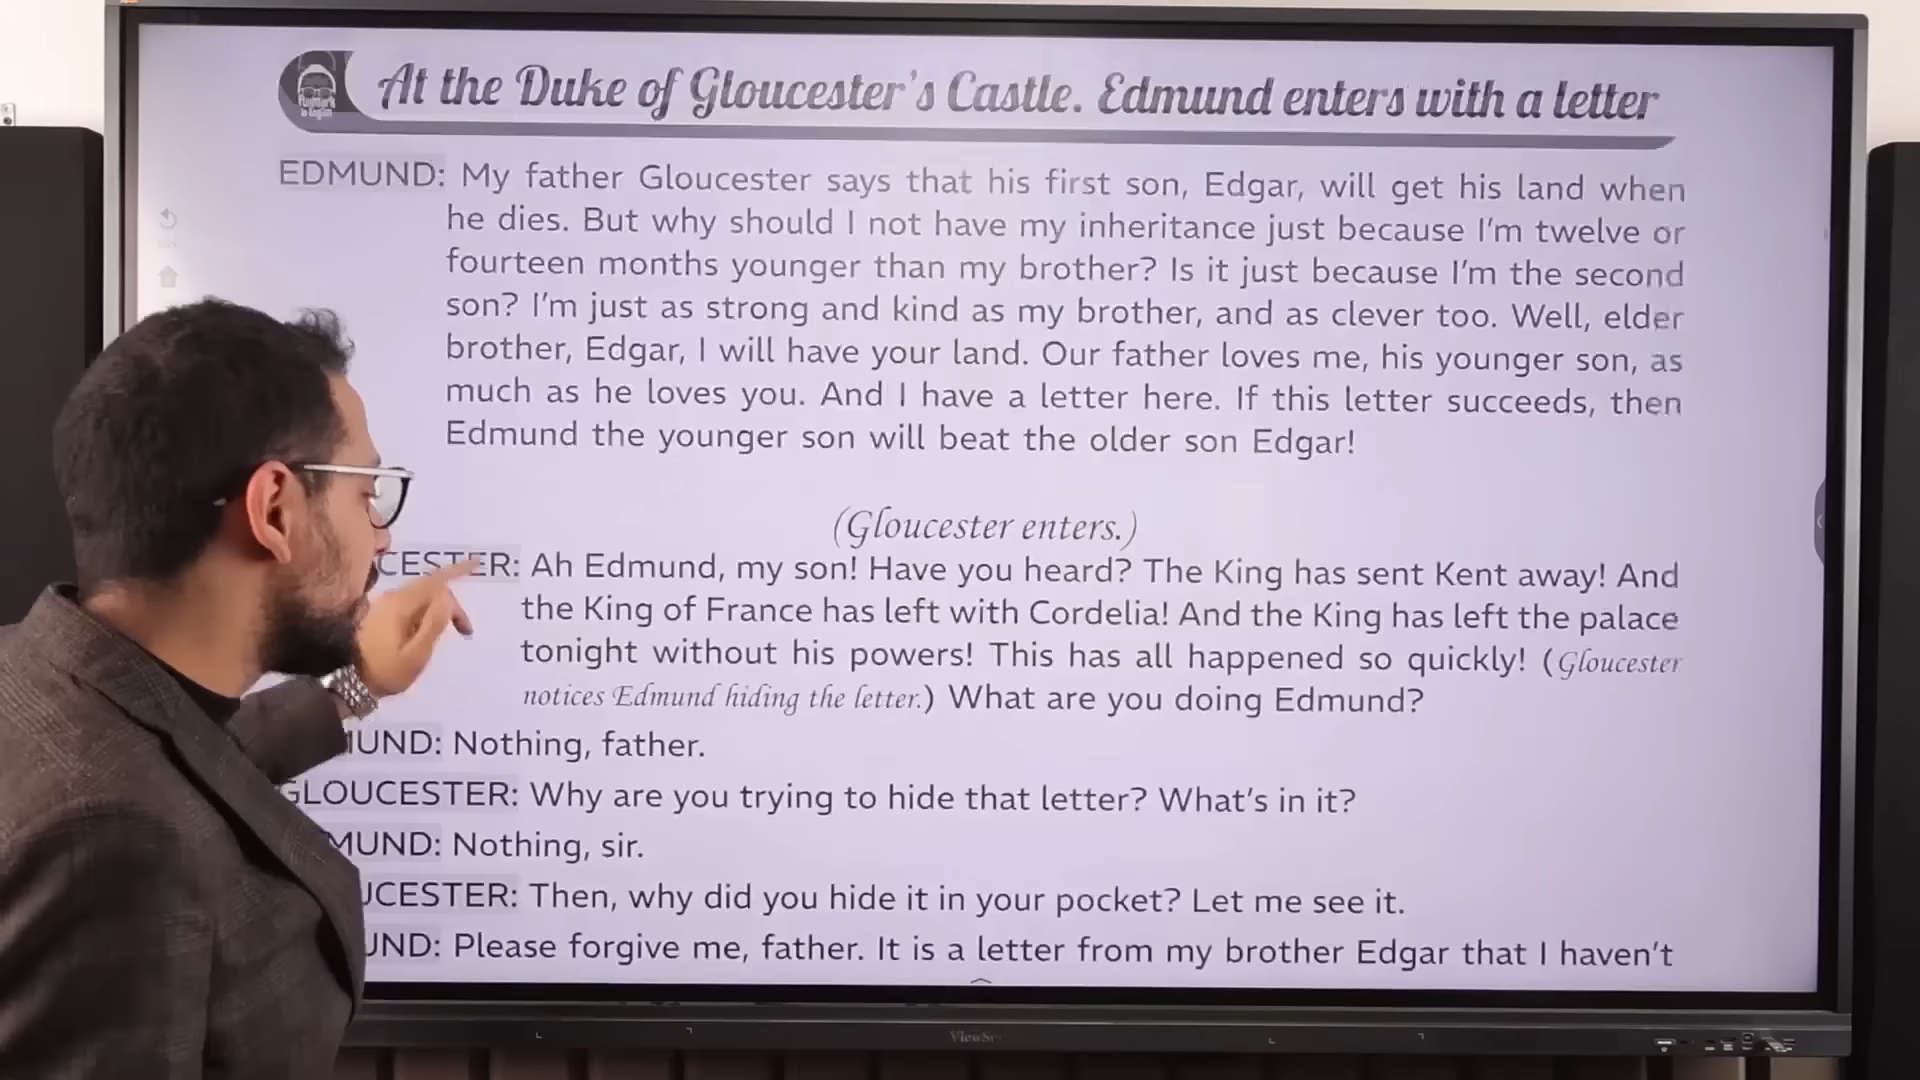 At the Duke of Gloucester's Castle. Edmund enters with a letter
EDMUND: My father Gloucester says that his first son, Edgar, will get his land when
he dies. But why should I not have my inheritance just because I'm twelve or
fourteen months younger than my brother? Is it just because I'm the second
son? I'm just as strong and kind as my brother, and as clever too. Well, elder
brother, Edgar, I will have your land. Our father loves me, his younger son, as
much as he loves you. And I have a letter here. If this letter succeeds, then
Edmund the younger son will beat the older son Edgar!
(Gloucester enters.)
CESTER: Ah Edmund, my son! Have you heard? The King has sent Kent away! And
the King of France has left with Cordelia! And the King has left the palace
tonight without his powers! This has all happened so quickly! (Gloucester
notices Edmund hiding the letter.) What are you doing Edmund?
MUND: Nothing, father.
GLOUCESTER: Why are you trying to hide that letter? What's in it?
MUND: Nothing, sir.
UCESTER: Then, why did you hide it in your pocket? Let me see it.
UND: Please forgive me, father. It is a letter from my brother Edgar that I haven't